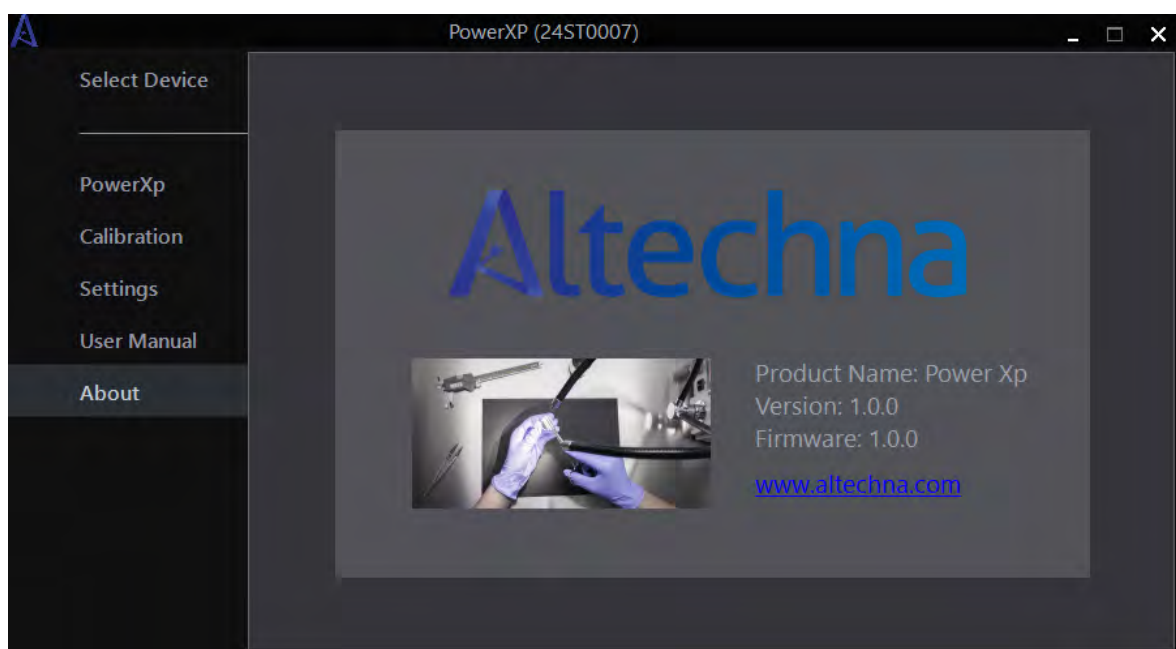 PowerXP (24ST0007)
Select Device
PowerXp
Calibration
Settings
User Manual
About
Altechna
Product Name: Power Xp
Version: 1.0.0
Firmware: 1.0.0
www.altechna.com